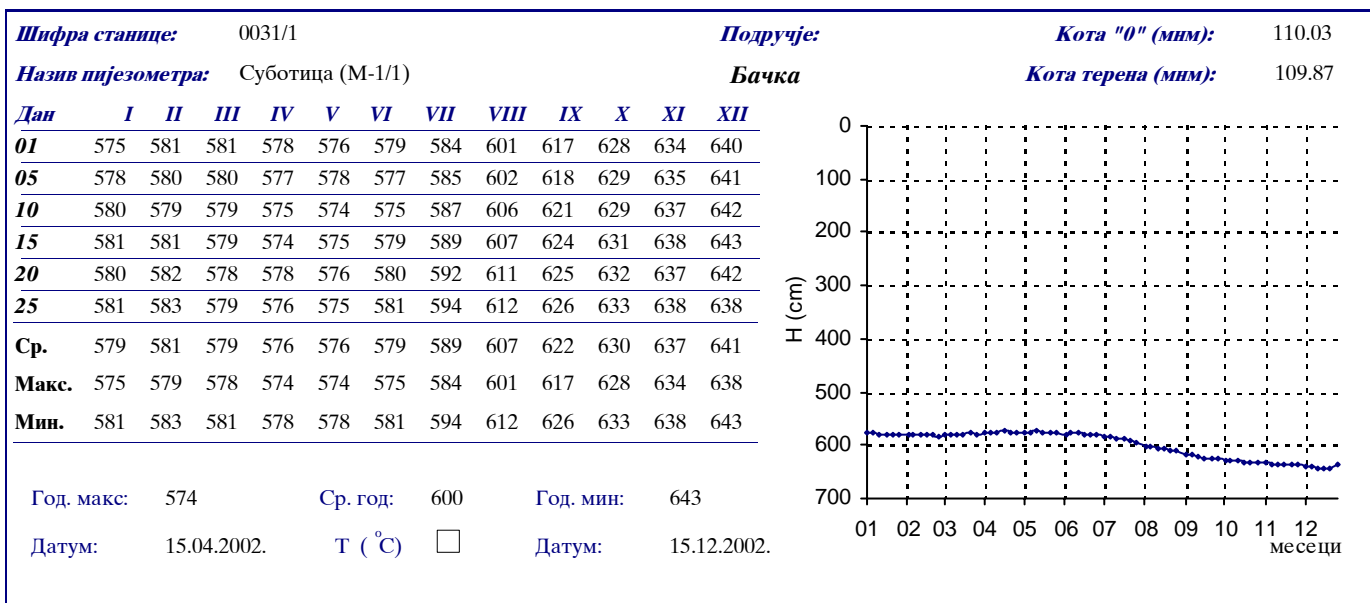 Шифра станице: 0031/1 Подручје: Кота "0" (мнм): 110.03
Назив пијезометра: Суботица (М-1/1) Бачка Кота терена (мнм): 109.87
Дан I II III IV V VI VII VIII IX X XI XII
01 575 581 581 578 576 579 584 601 617 628 634 640
05 578 580 580 577 578 577 585 602 618 629 635 641
10 580 579 579 575 574 575 587 606 621 629 637 642
15 581 581 579 574 575 579 589 607 624 631 638 643
20 580 582 578 578 576 580 592 611 625 632 637 642
25 581 583 579 576 575 581 594 612 626 633 638 638
Ср. 579 581 579 576 576 579 589 607 622 630 637 641
Макс. 575 579 578 574 574 575 584 601 617 628 634 638
Мин. 581 583 581 578 578 581 594 612 626 633 638 643
Год. макс: 574 Ср. год: 600 Год. мин: 643
Датум: 15.04.2002. Т ( °C) Датум: 15.12.2002.
H (cm)
0
100
200
300
400
500
600
700
01 02 03 04 05 06 07 08 09 10 11 12
месеци